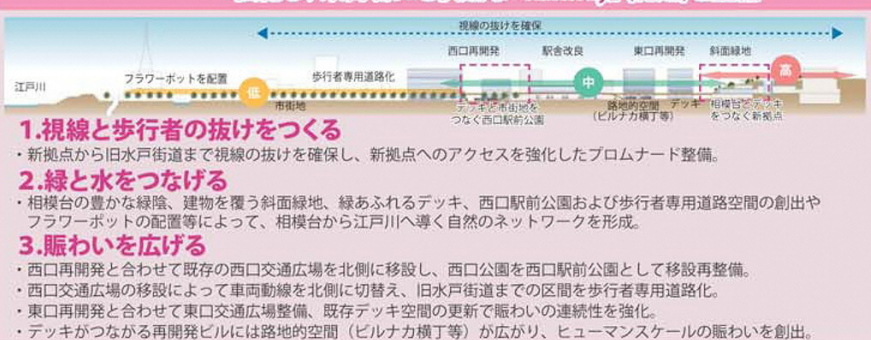 視線の抜けを確保
西口再開発 駅舎改良 東口再開発 斜面緑地
高
フラワーポットを配置 歩行者専用道路化
中
江戸川
低
市街地
デッキと市街地を
つなぐ西口駅前公園
路地的空間
(ビルナカ横丁等)
デッキ
相模台とデッキ
をつなぐ新拠点
1.視線と歩行者の抜けをつくる
・新拠点から旧水戸街道まで視線の抜けを確保し、新拠点へのアクセスを強化したプロムナード整備。
2.緑と水をつなげる
・相模台の豊かな緑陰、建物を覆う斜面緑地、緑あふれるデッキ、西口駅前公園および歩行者専用道路空間の創出や
フラワーポットの配置等によって、相模台から江戸川へ導く自然のネットワークを形成。
3.賑わいを広げる
・西口再開発と合わせて既存の西口交通広場を北側に移設し、西口公園を西口駅前公園として移設再整備。
・西口交通広場の移設によって車両動線を北側に切替え、旧水戸街道までの区間を歩行者専用道路化。
・東口再開発と合わせて東口交通広場整備、既存デッキ空間の更新で賑わいの連続性を強化。
・デッキがつながる再開発ビルには路地的空間（ビルナカ横丁等）が広がり、ヒューマンスケールの賑わいを創出。